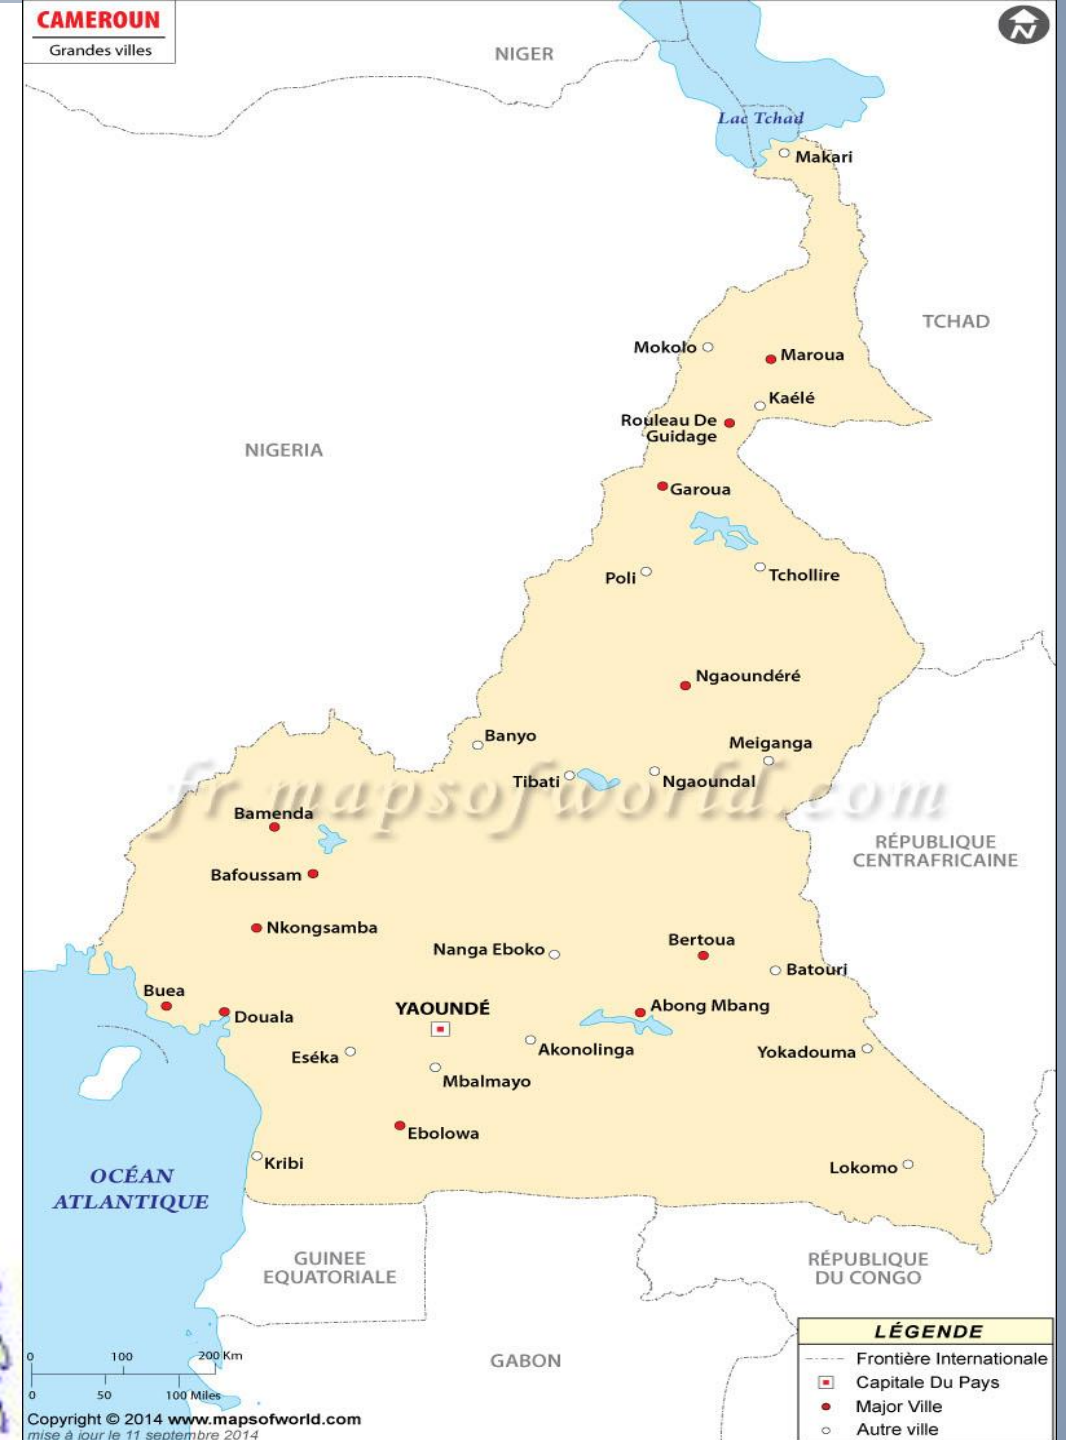 CAMEROUN
Grandes villes
N
NIGER
Lac Tchad
Makari
TCHAD
Mokolo
Maroua
Kaélé
Rouleau De
Guidage
NIGERIA
Garoua
Poli
Tchollire
Ngaoundéré
Banyo
Meiganga
Tibati
Ngaoundal
fr.mapsofworld.com
Bamenda
RÉPUBLIQUE
CENTRAFRICAINE
Bafoussam
Nkongsamba
Nanga Eboko
Bertoua
Batouri
Buea
Douala
YAOUNDÉ
Abong Mbang
Eséka
Akonolinga
Yokadouma
Mbalmayo
Ebolowa
Kribi
Lokomo
OCÉAN
ATLANTIQUE
GUINEE
EQUATORIALE
RÉPUBLIQUE
DU CONGO
GABON
0 100 200 Km
0 50 100 Miles
Copyright © 2014 www.mapsofworld.com
mise à jour le 11 septembre 2014
LÉGENDE
Frontière Internationale
Capitale Du Pays
Major Ville
Autre ville